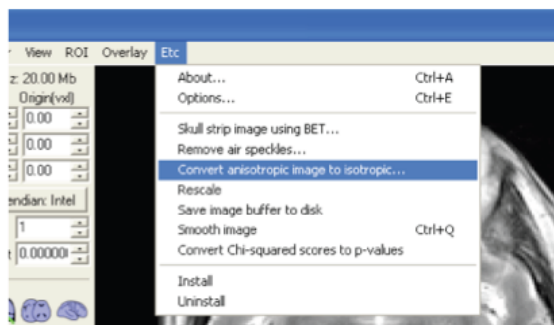 View ROI Overlay Etc
z: 20.00 Mb
Origin(vxl)
0.00
0.00
0.00
endian: Intel
1
0.00000
About... Ctrl+A
Options... Ctrl+E
Skull strip image using BET...
Remove air speckles...
Convert anisotropic image to isotropic...
Rescale
Save image buffer to disk
Smooth image Ctrl+Q
Convert Chi-squared scores to p-values
Install
Uninstall